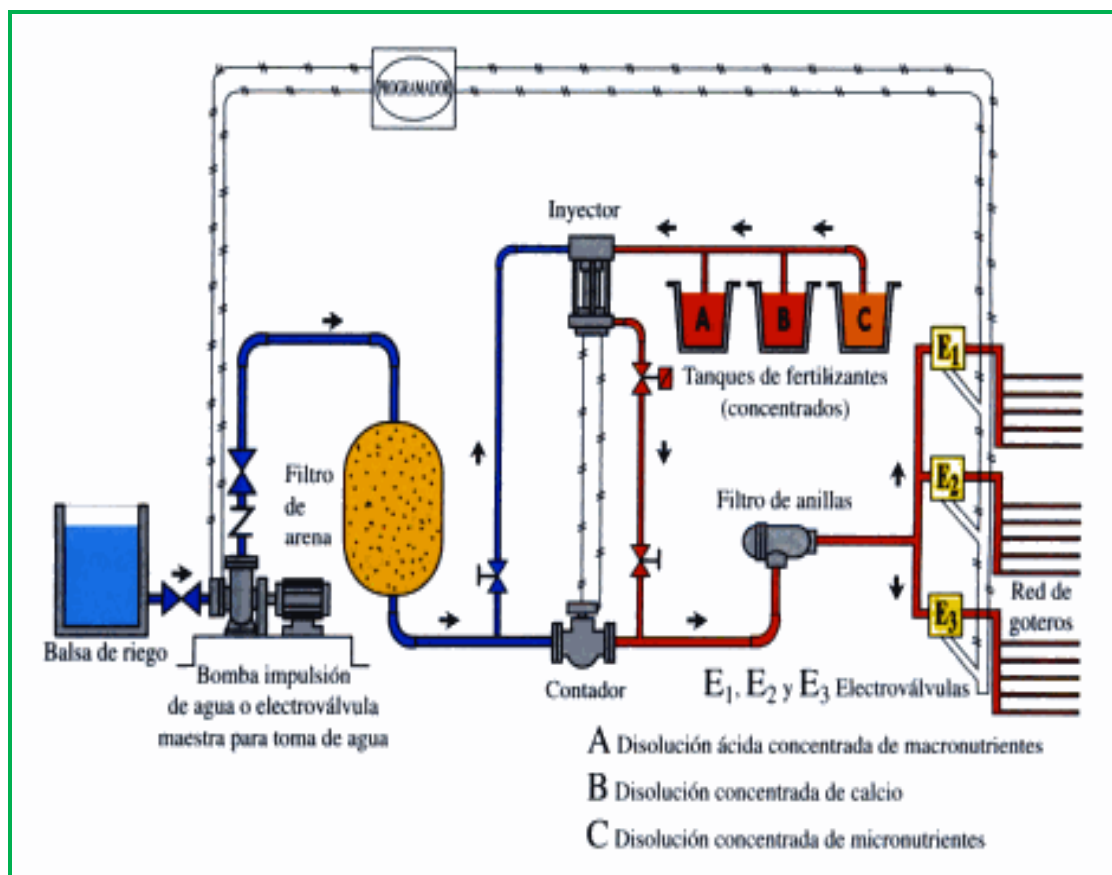 PROGRAMADOR
Inyector
A
B
C
Tanques de fertilizantes
(concentrados)
E1
Filtro
de
arena
Filtro de anillas
E2
Balsa de riego
Red de
goteros
E3
Bomba impulsión
de agua o electroválvula
maestra para toma de agua
Contador
E1, E2 y E3 Electroválvulas
A Disolución ácida concentrada de macronutrientes
B Disolución concentrada de calcio
C Disolución concentrada de micronutrientes